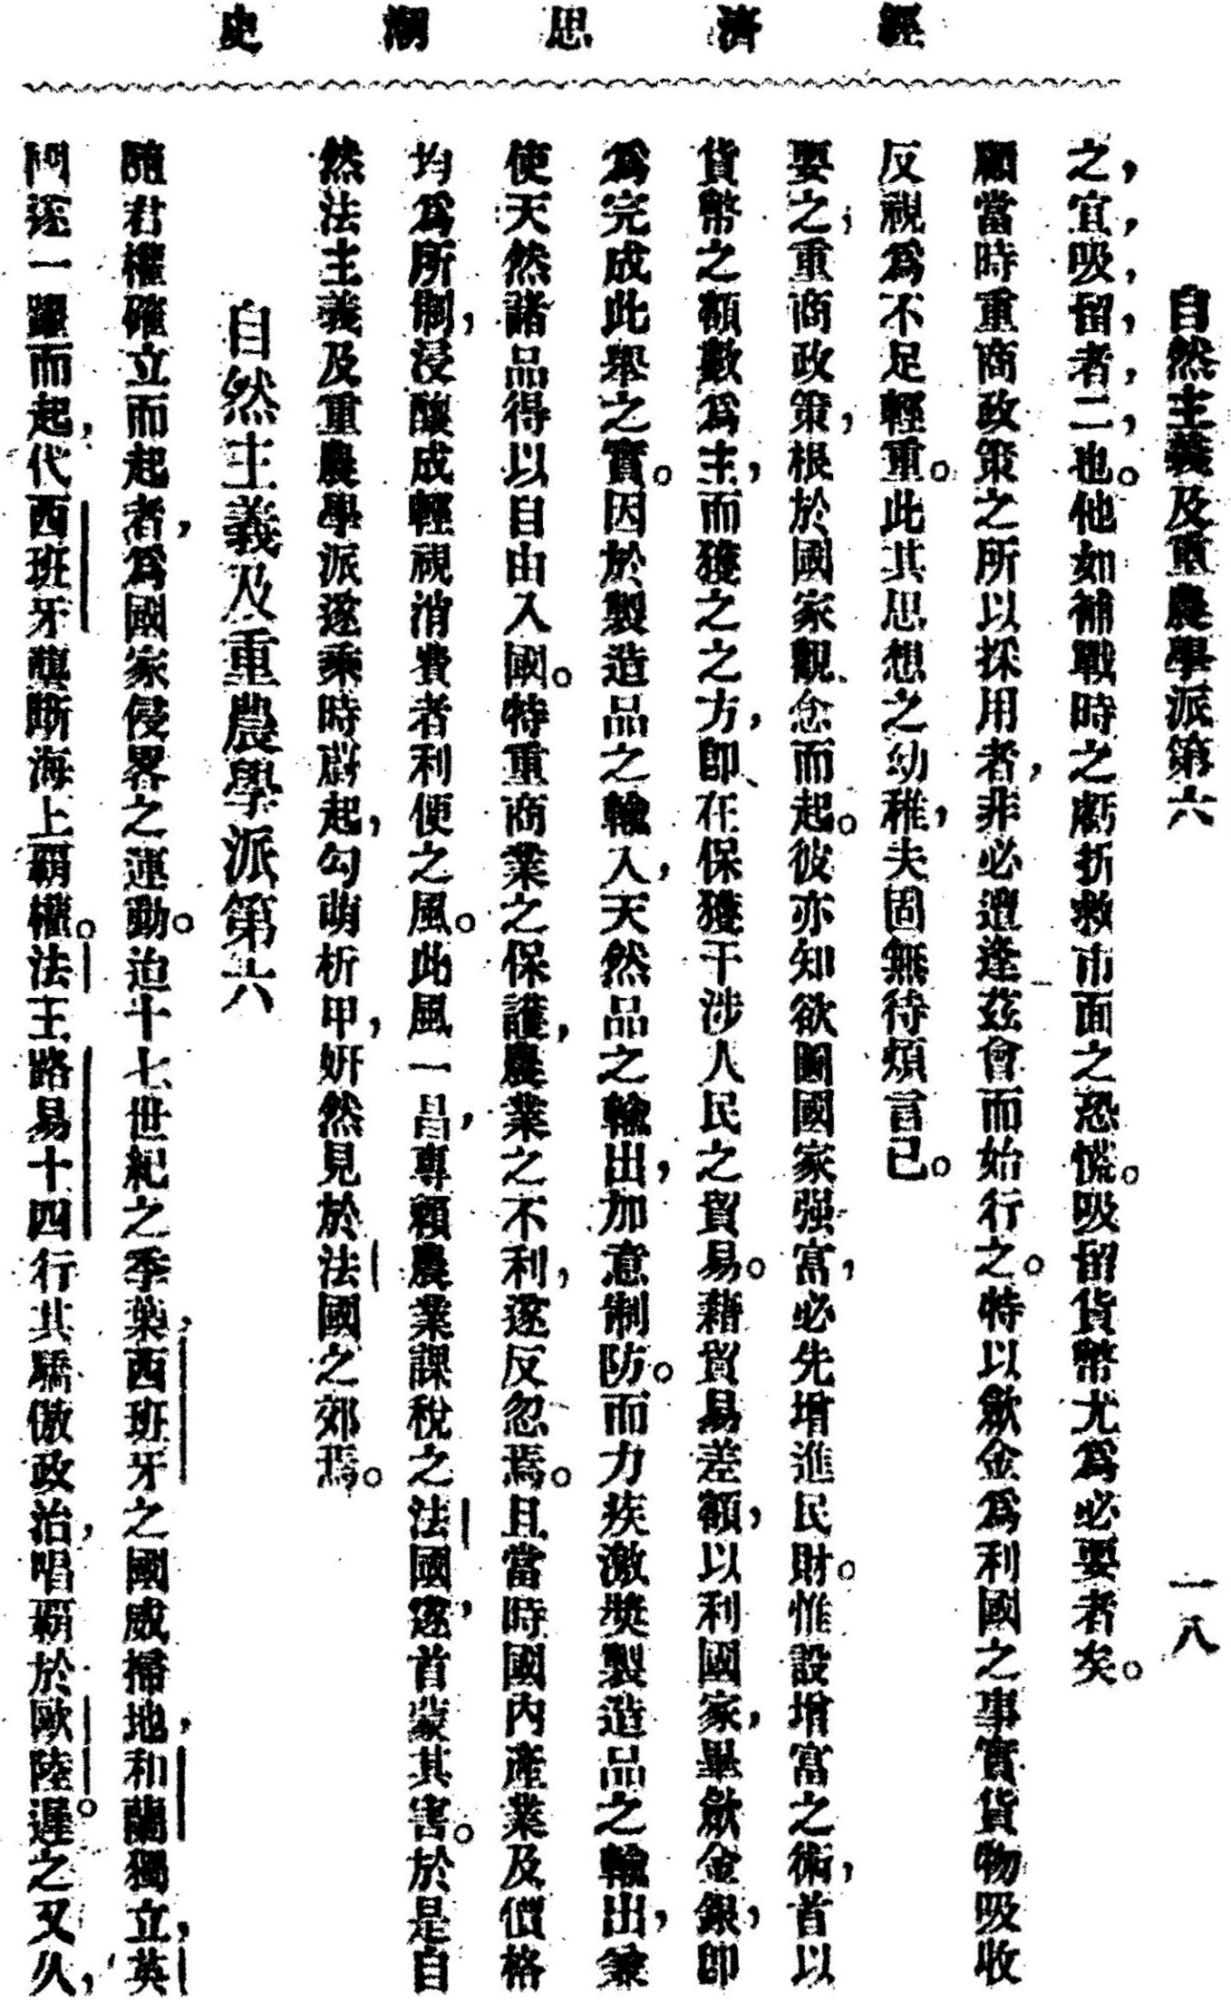 經濟思潮史
自然主義及重農學派第六
一八
之，宜，吸，留，者，二，也。他如補戰時之虧折救市面之恐慌。吸留貨幣尤爲必要者矣。
顧當時重商政策之所以採用者，非必遭逢茲會而始行之。特以歛金爲利國之事實貨物吸收
反視爲不足輕重。此其思想之幼稚，夫固無待煩言已。
要之，重商政策，根於國家觀念而起。彼亦知欲圖國家强富，必先增進民財。惟設增富之術，首以
貨幣之額數爲主，而獲之之方，卽、在保獲干涉人民之貿易。藉貿易差額，以利國家，畢歛金銀，卽
爲完成此舉之實。因於製造品之輸入，天然品之輸出，加意制防。而力疾激奬製造品之輸出，兼
使天然諸品得以自由入國。特重商業之保護，農業之不利，遂反忽焉。且當時國內產業及價格
均爲所制，浸釀成輕視消費者利便之風。此風一昌，專賴農業課稅之法國，遂首蒙其害。於是自
然法主義及重農學派遂乘時蔚起，勾萌析甲，姸然見於法國之郊焉。
自然主義及重農學派第六
隨君權確立而起者，爲國家侵畧之運動。迨十七世紀之季葉，西班牙之國威掃地，和蘭獨立，英
國遂一躍而起，代西班牙壟斷海上覇權。法王路易十四行其驕傲政治，唱覇於歐陸。遲之又久，